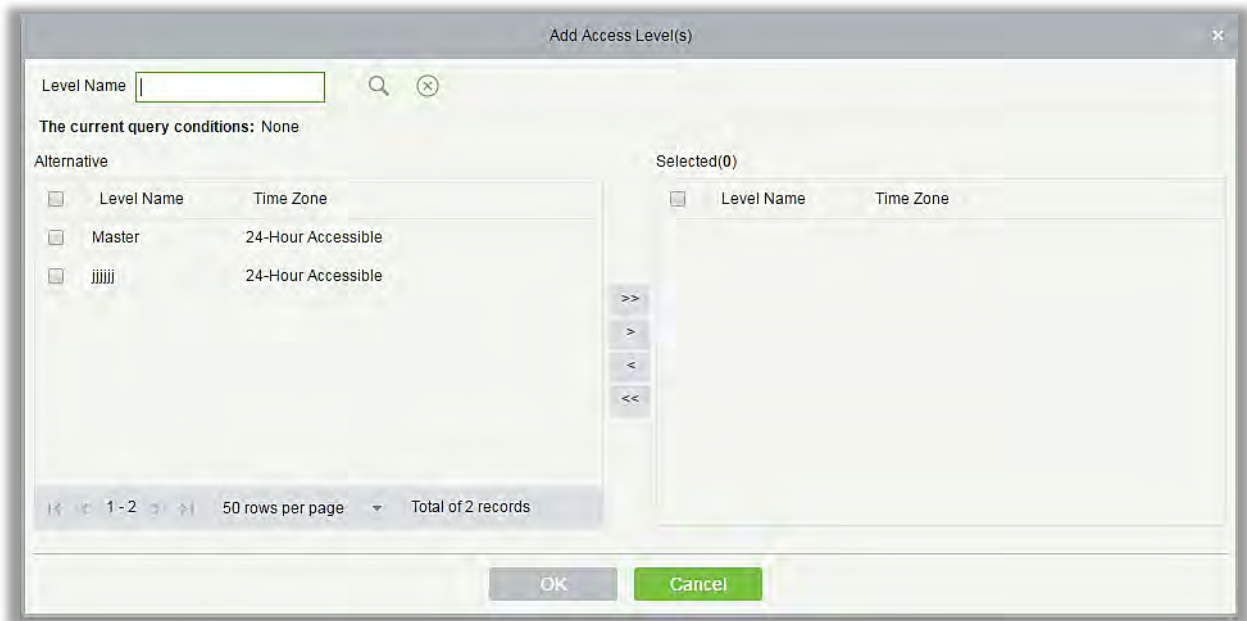 Add Access Level(s)
×
Level Name
The current query conditions: None
Alternative
Selected(0)
Level Name Time Zone
Level Name Time Zone
Master 24-Hour Accessible
jjjjjj 24-Hour Accessible
>>
>
<
<<
1 - 2 50 rows per page Total of 2 records
OK Cancel